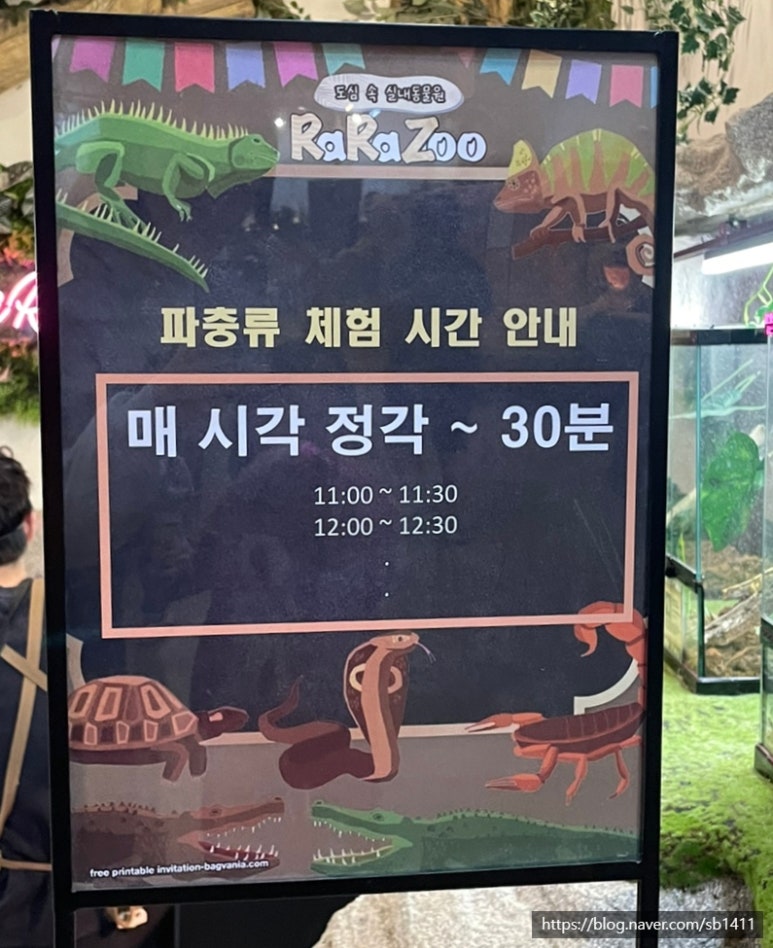 도심 속 실내동물원
RaRaZoo
파충류 체험 시간 안내
매 시각 정각 ~ 30분
11:00 ~ 11:30
12:00 ~ 12:30
.
.
free printable invitation-bagvania.com
https://blog.naver.com/sb1411